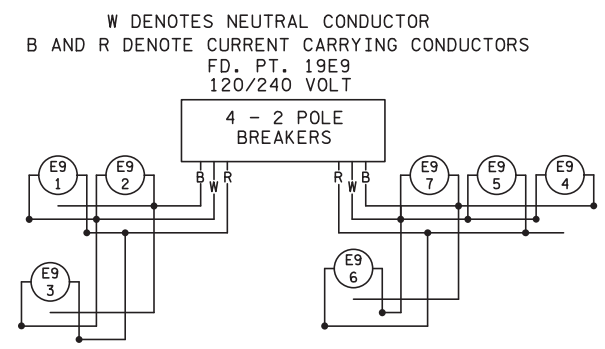 W DENOTES NEUTRAL CONDUCTOR
B AND R DENOTE CURRENT CARRYING CONDUCTORS
FD. PT. 19E9
120/240 VOLT
4 – 2 POLE
BREAKERS
E9
1
E9
2
B
W
R
R
W
B
E9
7
E9
5
E9
4
E9
3
E9
6